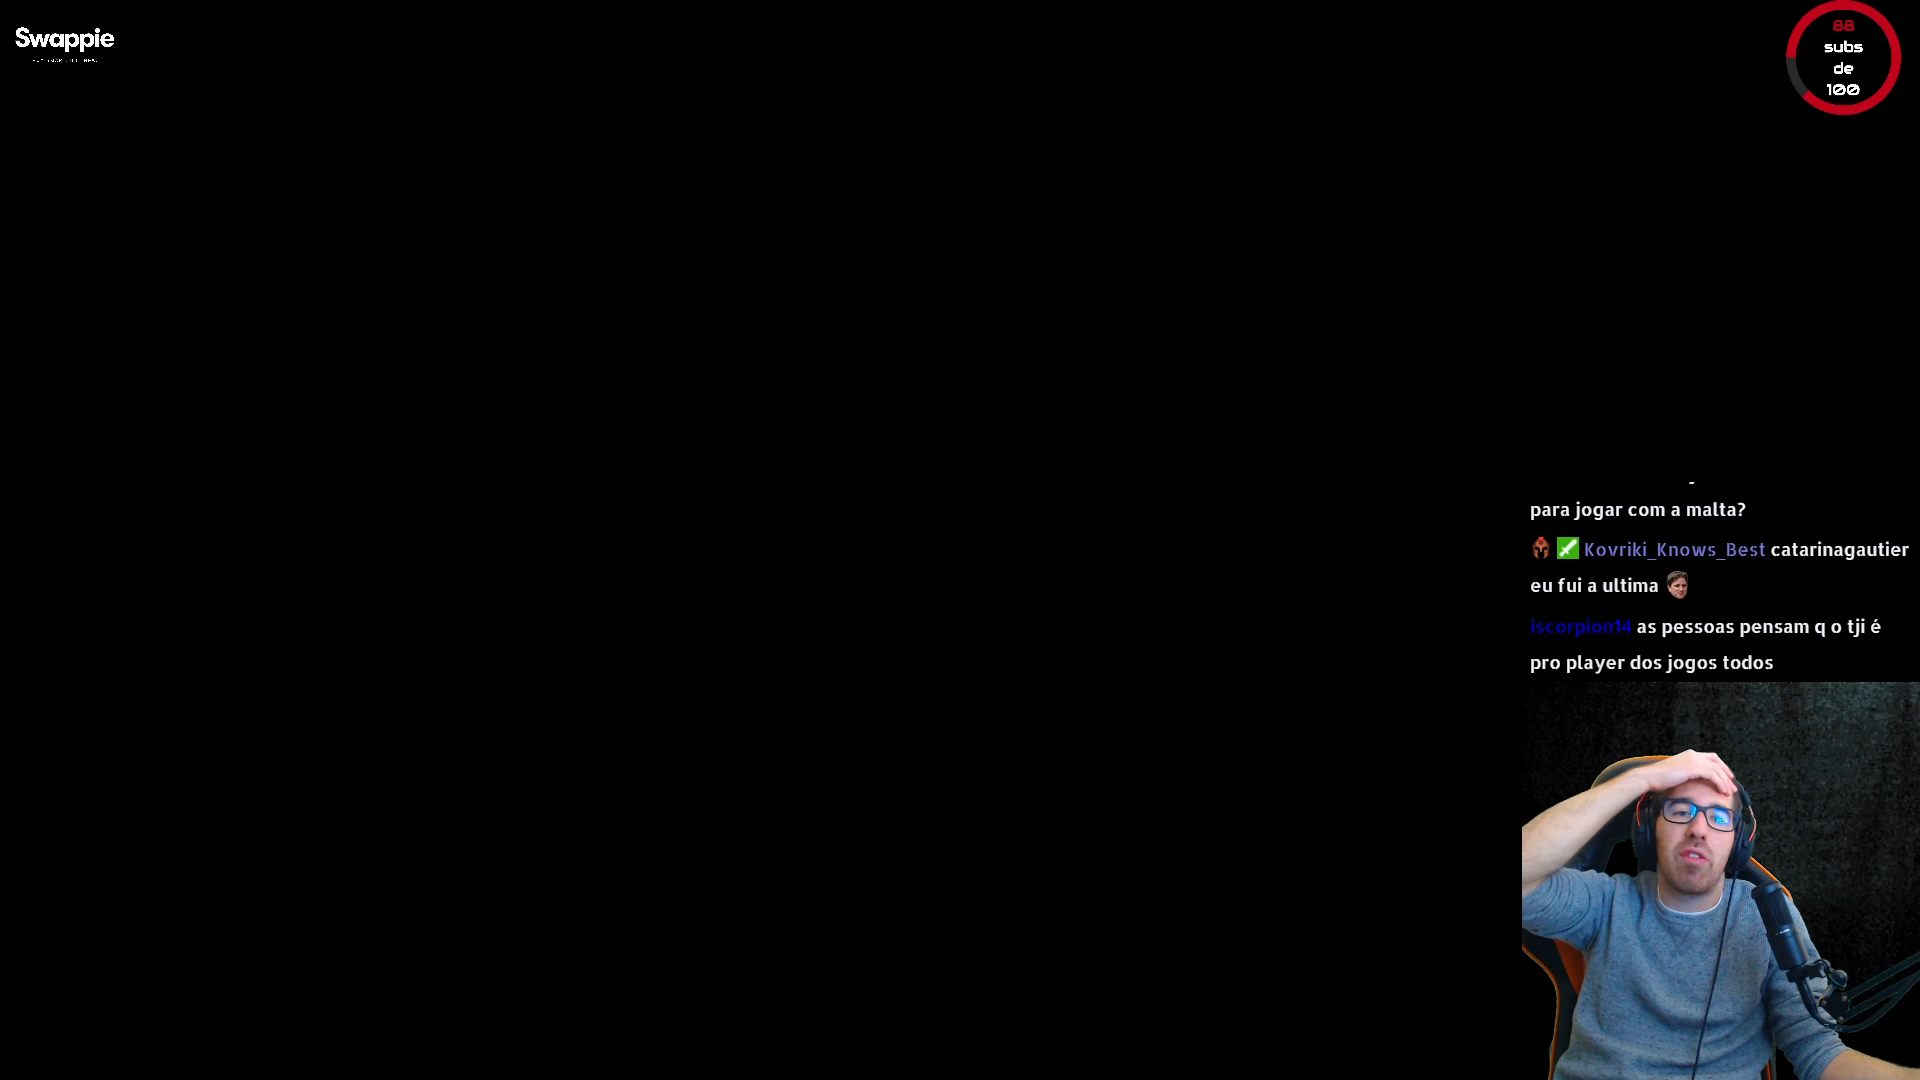 Swappie
88
subs
de
100
para jogar com a malta?
Kovriki_Knows_Best catarinagautier
eu fui a ultima
iscorpion14 as pessoas pensam q o tji é
pro player dos jogos todos